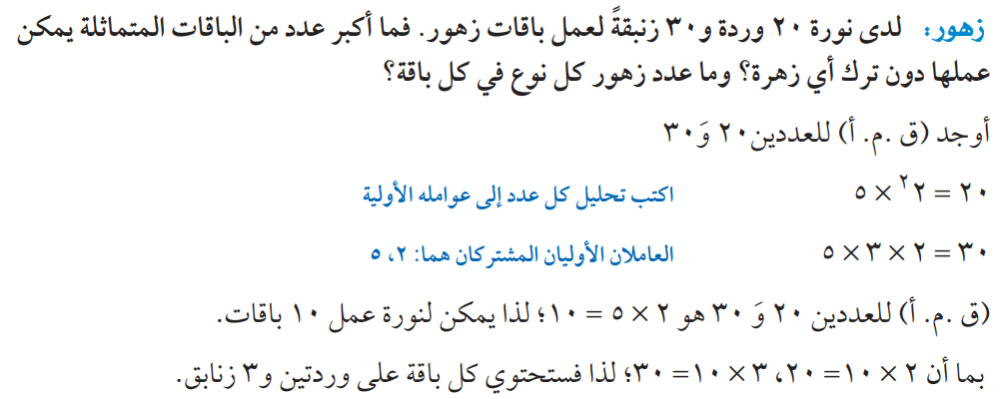 زهور: لدى نورة ٢٠ وردة و٣٠ زنبقةً لعمل باقات زهور. فما أكبر عدد من الباقات المتماثلة يمكن
عملها دون ترك أي زهرة؟ وما عدد زهور كل نوع في كل باقة؟
أوجد (ق .م. أ) للعددين٢٠ وَ ٣٠
٢٠ = ٢٢ × ٥ اكتب تحليل كل عدد إلى عوامله الأولية
٣٠ = ٢ × ٣ × ٥ العاملان الأوليان المشتركان هما: ٢، ٥
(ق .م. أ) للعددين ٢٠ وَ ٣٠ هو ٢ × ٥ = ١٠؛ لذا يمكن لنورة عمل ١٠ باقات.
بما أن ٢ × ١٠= ٢٠، ٣ × ١٠= ٣٠؛ لذا فستحتوي كل باقة على وردتين و٣ زنابق.